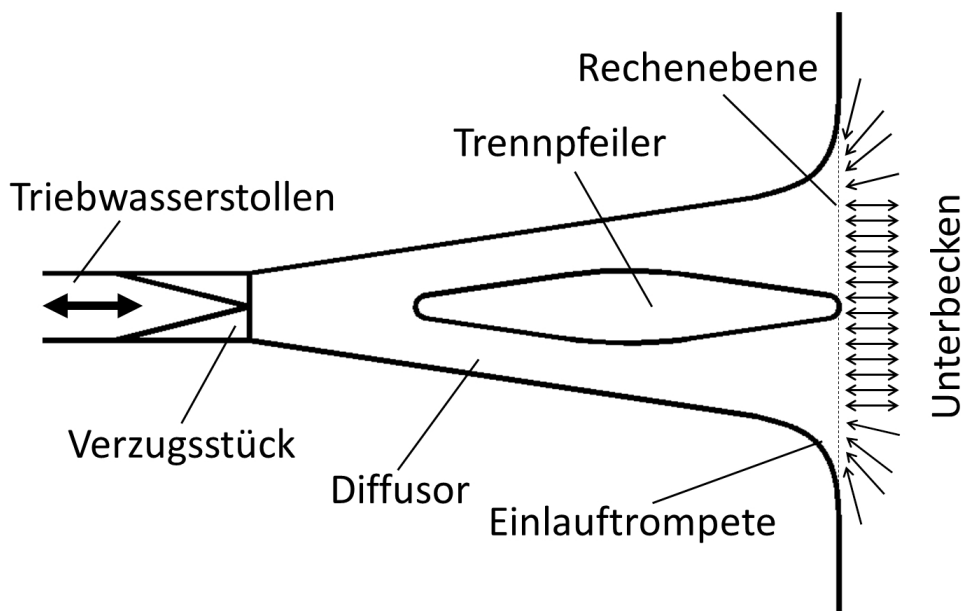 Rechenebene
Trennpfeiler
Triebwasserstollen
Unterbecken
Verzugsstück
Diffusor
Einlauftrompete